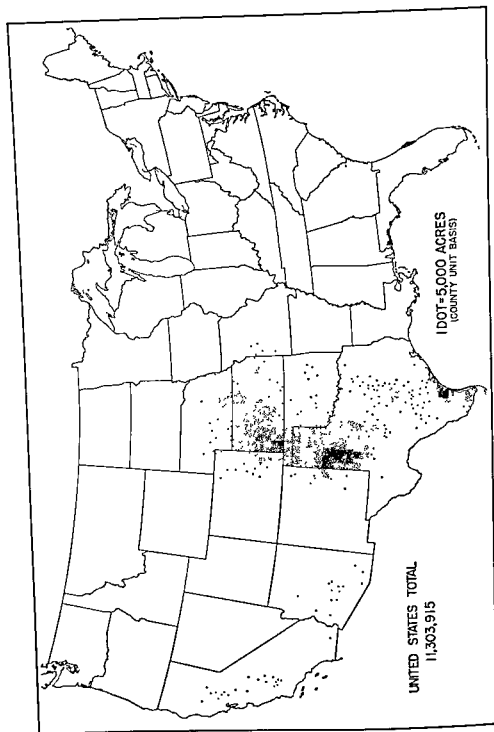 1 DOT=5,000 ACRES
(COUNTY UNIT BASIS)
UNITED STATES TOTAL
11,303,915